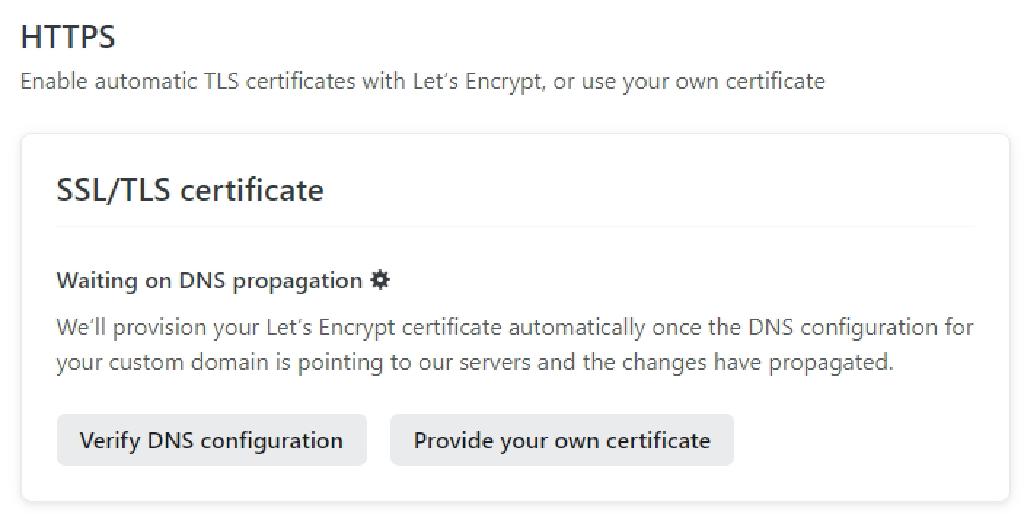 HTTPS
Enable automatic TLS certificates with Let's Encrypt, or use your own certificate
SSL/TLS certificate
Waiting on DNS propagation
We'll provision your Let's Encrypt certificate automatically once the DNS configuration for
your custom domain is pointing to our servers and the changes have propagated.
Verify DNS configuration
Provide your own certificate